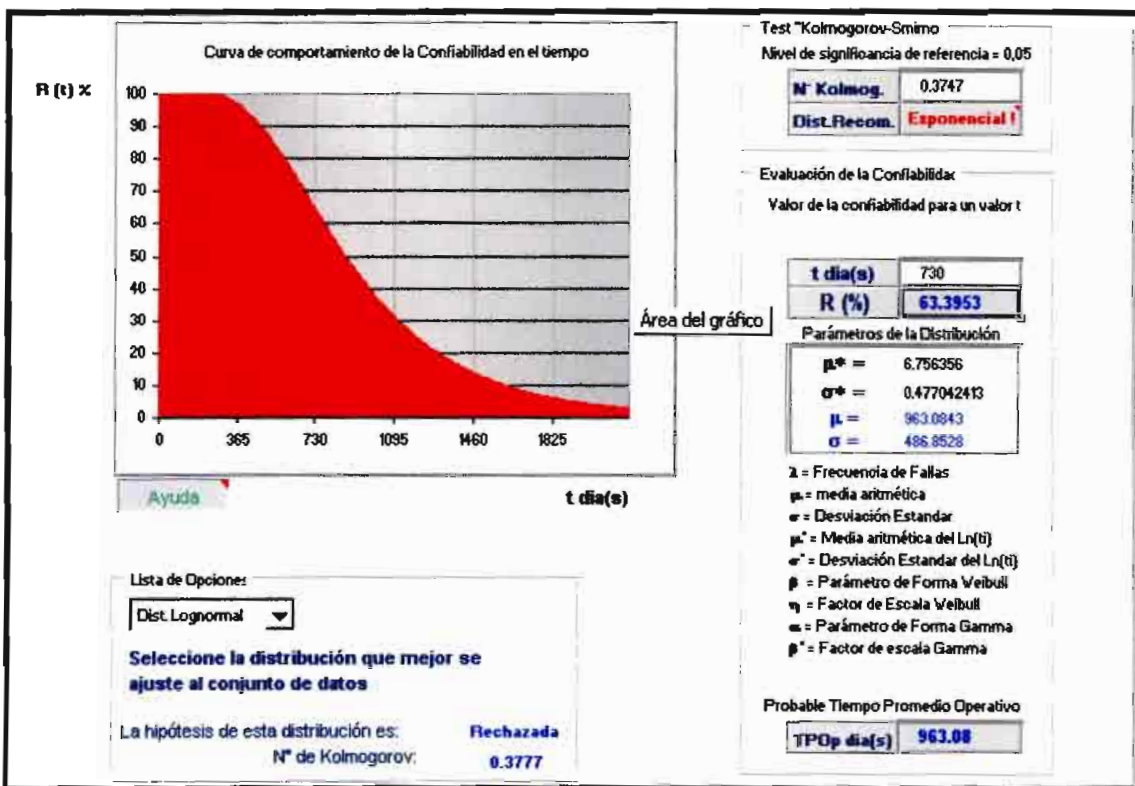 Curva de comportamiento de la Confiabilidad en el tiempo
R (t) %
100
90
80
70
60
50
40
30
20
10
0
0 365 730 1095 1460 1825
Área del gráfico
Ayuda
t dia(s)
Lista de Opciones
Dist. Lognormal
Seleccione la distribución que mejor se
ajuste al conjunto de datos
La hipótesis de esta distribución es: Rechazada
N° de Kolmogorov: 0.3777
Test "Kolmogorov-Smirno
Nivel de significancia de referencia = 0,05
N° Kolmog. 0.3747
Dist.Recom. Exponencial !
Evaluación de la Confiabilidad
Valor de la confiabilidad para un valor t
t dia(s) 730
R (%) 63.3953
Parámetros de la Distribución
μ* = 6.756356
σ* = 0.477042413
μ = 963.0843
σ = 486.8528
λ = Frecuencia de Fallas
μ = media aritmética
σ = Desviación Estandar
μ* = Media aritmética del Ln(ti)
σ* = Desviación Estandar del Ln(ti)
β = Parámetro de Forma Weibull
η = Factor de Escala Weibull
α = Parámetro de Forma Gamma
β* = Factor de escala Gamma
Probable Tiempo Promedio Operativo
TPOp dia(s) 963.08